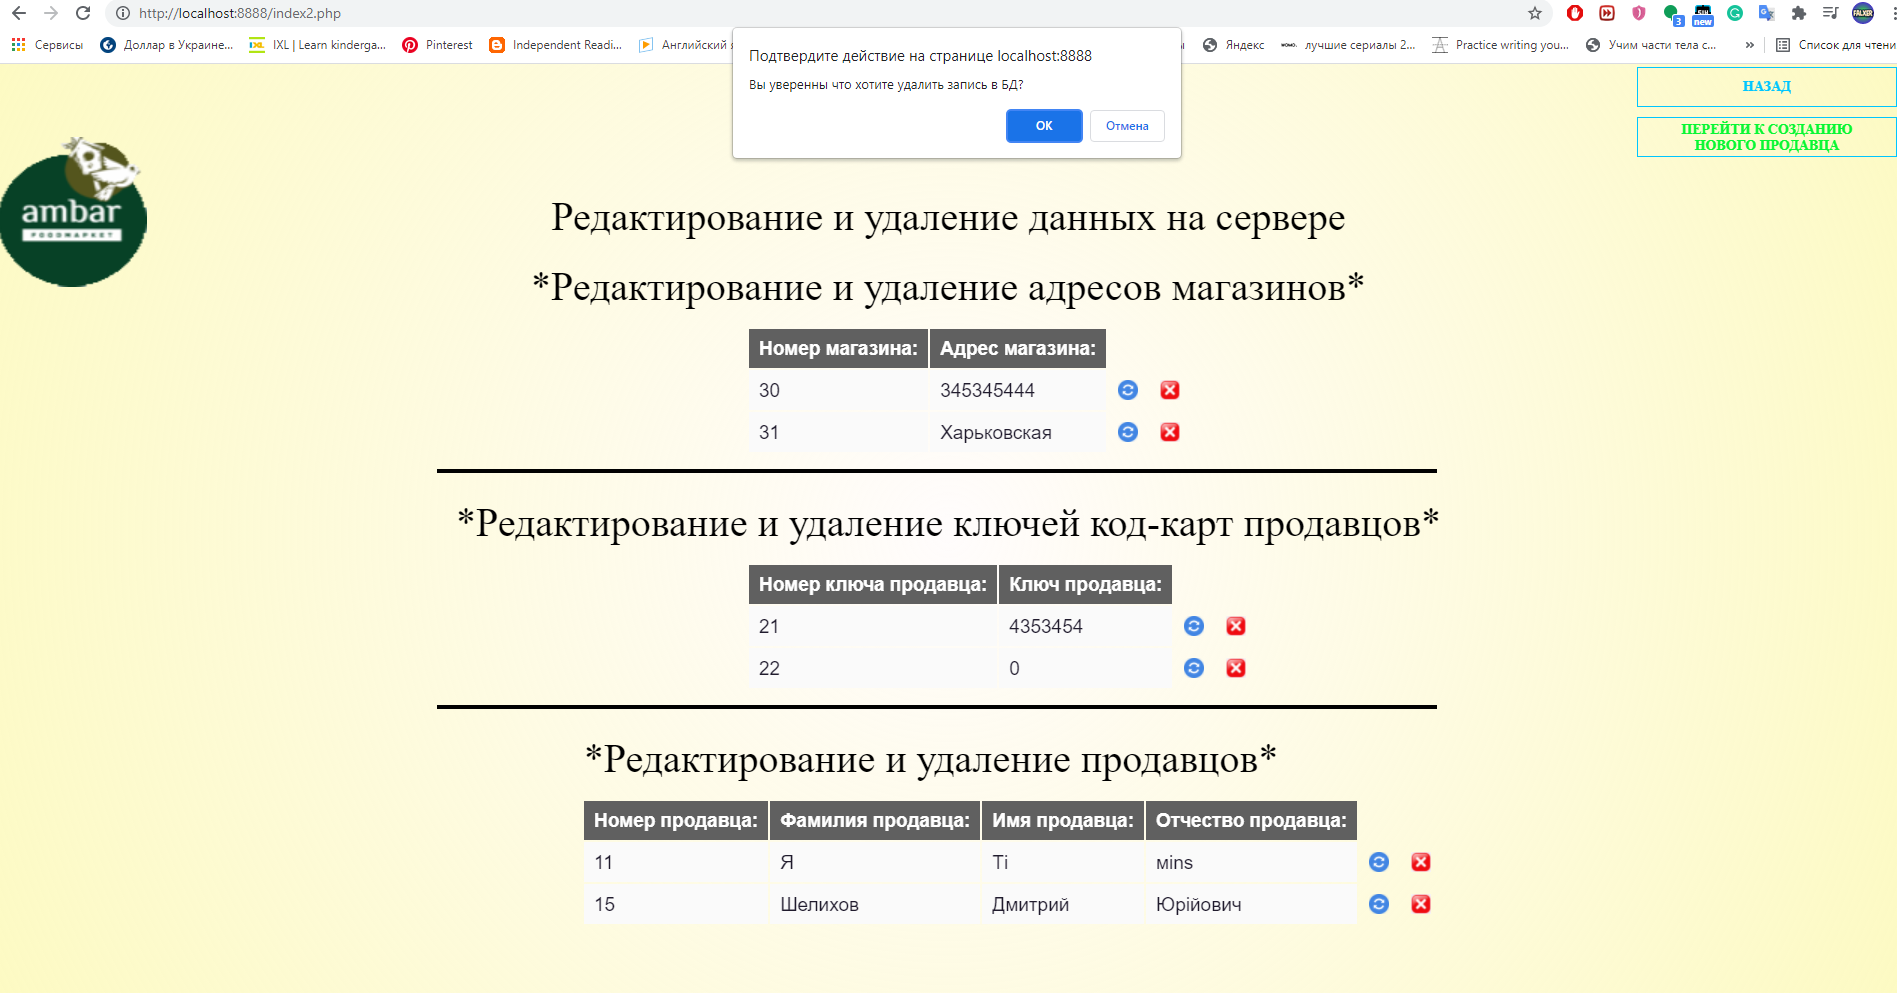 http://localhost:8888/index2.php
3
new
FALXER
Сервисы
Доллар в Украине...
IXL | Learn kinderga...
Pinterest
Independent Readi...
Английский я
Яндекс
лучшие сериалы 2...
Practice writing you...
Учим части тела с...
»
Список для чтени
Подтвердите действие на странице localhost:8888
Вы уверенны что хотите удалить запись в БД?
ОК
Отмена
НАЗАД
ПЕРЕЙТИ К СОЗДАНИЮ
НОВОГО ПРОДАВЦА
ambar
FOODMARKET
Редактирование и удаление данных на сервере
*Редактирование и удаление адресов магазинов*
Номер магазина: Адрес магазина:
30 345345444
31 Харьковская
*Редактирование и удаление ключей код-карт продавцов*
Номер ключа продавца: Ключ продавца:
21 4353454
22 0
*Редактирование и удаление продавцов*
Номер продавца: Фамилия продавца: Имя продавца: Отчество продавца:
11 Я Ті мins
15 Шелихов Дмитрий Юрійович